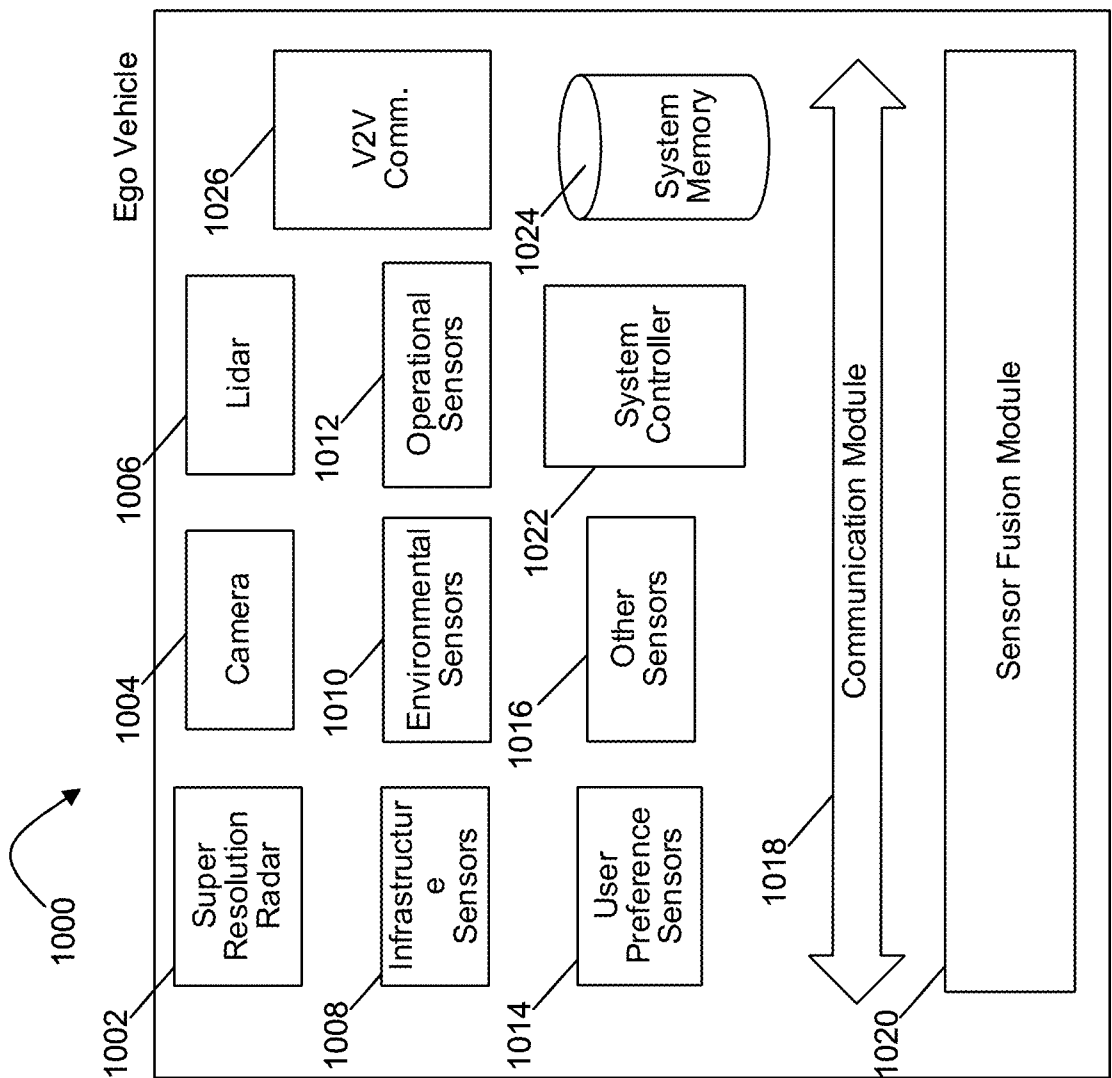 1000
Ego Vehicle
1002
Super
Resolution
Radar
1004
Camera
1006
Lidar
1026
V2V
Comm.
1008
Infrastructur
e Sensors
1010
Environmental
Sensors
1012
Operational
Sensors
1014
User
Preference
Sensors
1016
Other
Sensors
1022
System
Controller
1024
System
Memory
1018
Communication Module
1020
Sensor Fusion Module